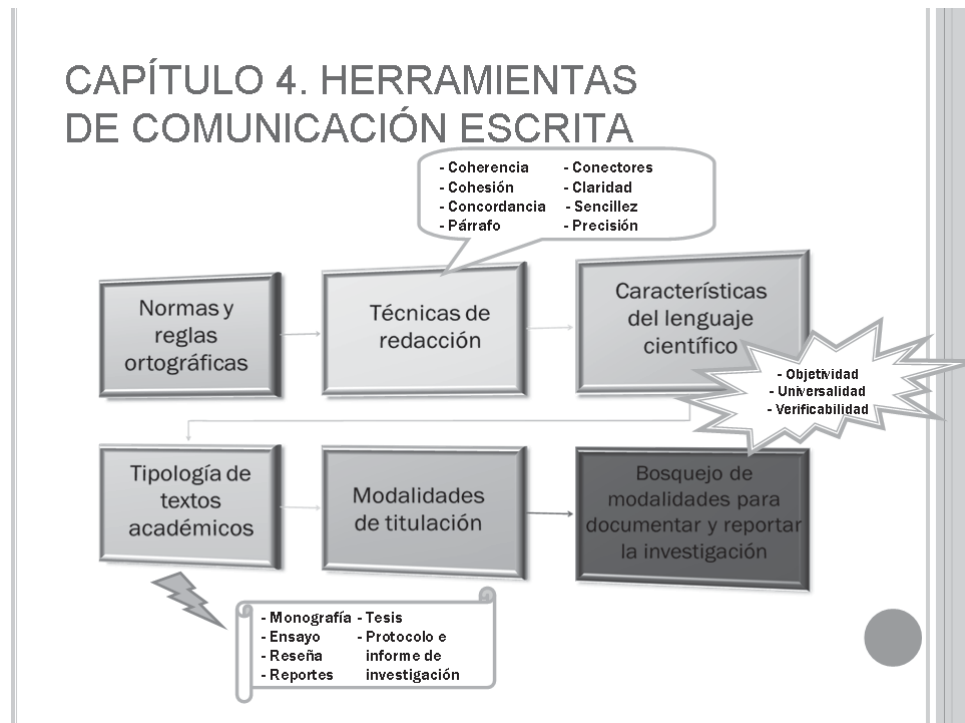 CAPÍTULO 4. HERRAMIENTAS
DE COMUNICACIÓN ESCRITA
- Coherencia - Conectores
- Cohesión - Claridad
- Concordancia - Sencillez
- Párrafo - Precisión
Normas y
reglas
ortográficas
Técnicas de
redacción
Características
del lenguaje
científico
- Objetividad
- Universalidad
- Verificabilidad
Tipología de
textos
académicos
Modalidades
de titulación
Bosquejo de
modalidades para
documentar y reportar
la investigación
- Monografía - Tesis
- Ensayo - Protocolo e
- Reseña informe de
- Reportes investigación